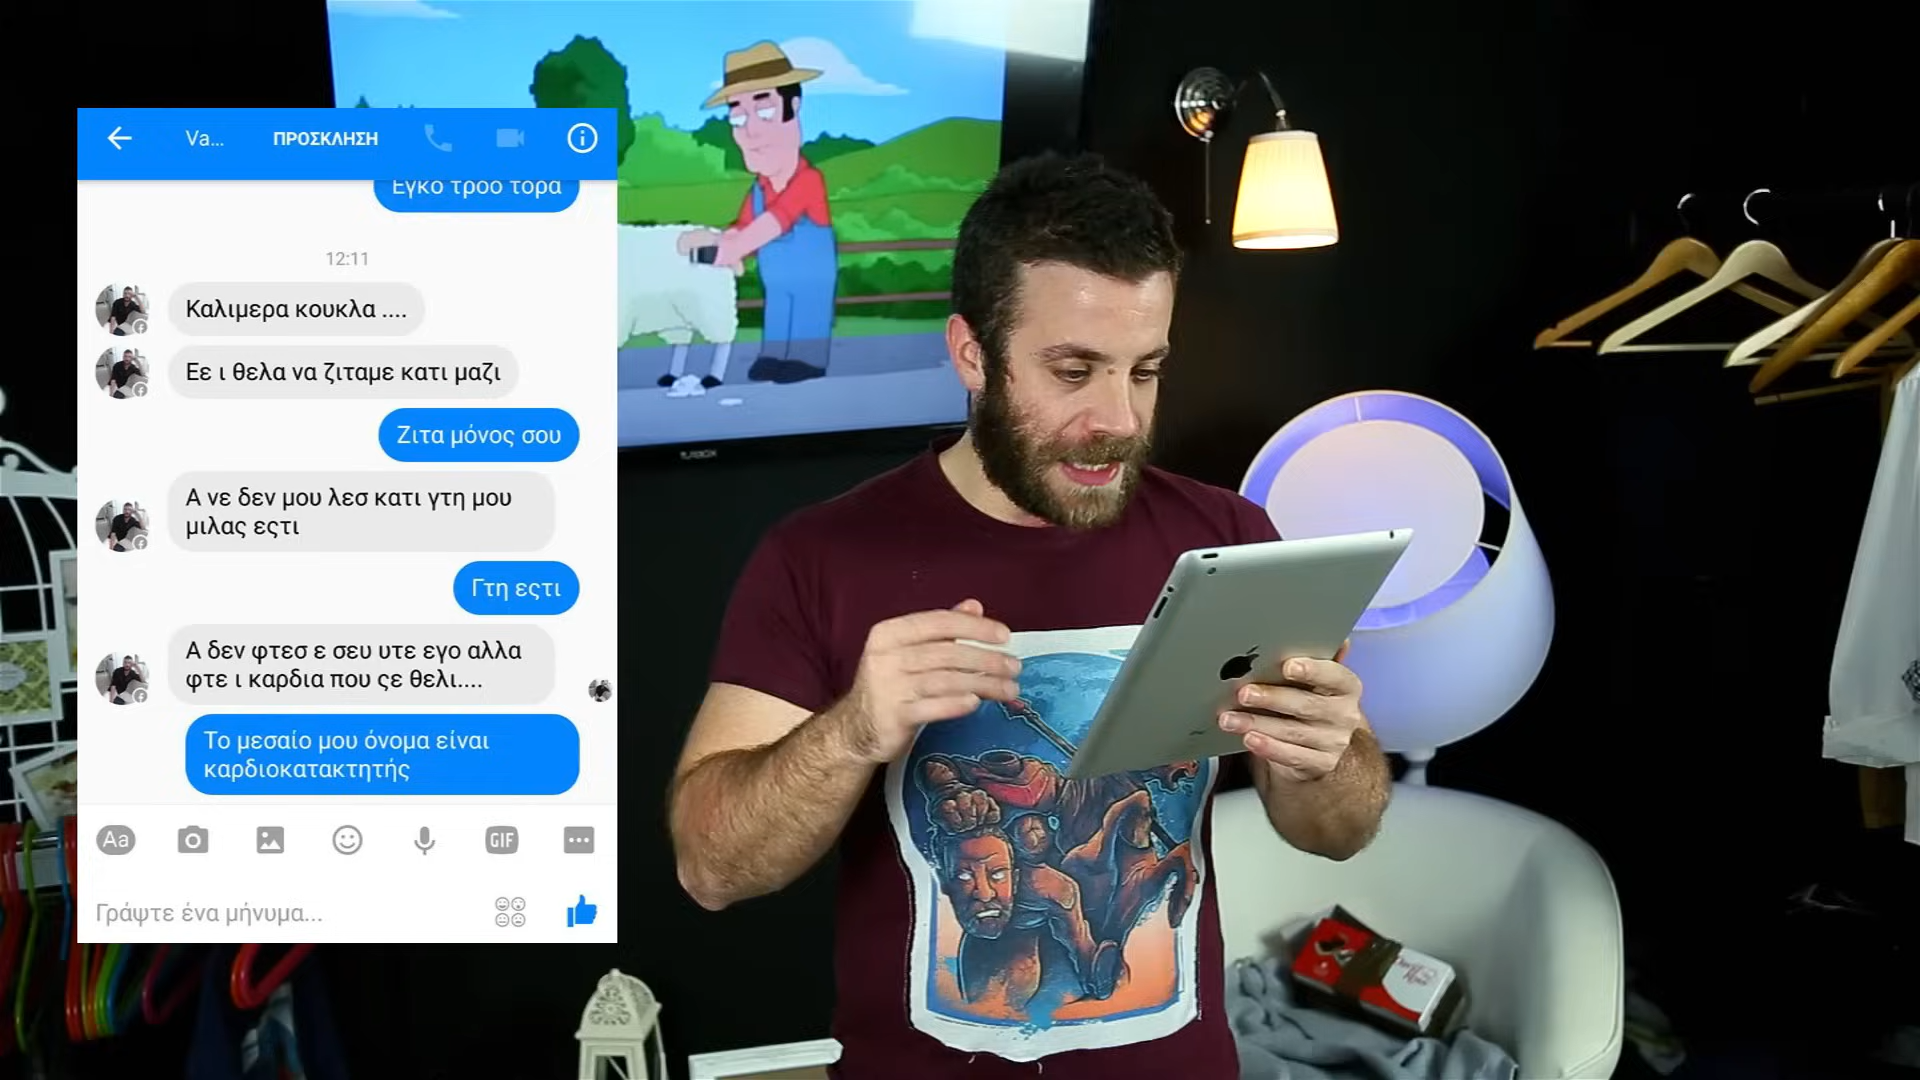 Va...
ΠΡΟΣΚΛΗΣΗ
Εγκο τροο τορα
12:11
Καλιμερα κουκλα ....
Εε ι θελα να ζιταμε κατι μαζι
Ζιτα μόνος σου
Α νε δεν μου λεσ κατι γτη μου
μιλας εςτι
Γτη εςτι
Α δεν φτεσ ε σευ υτε εγο αλλα
φτε ι καρδια που ςε θελι....
Το μεσαίο μου όνομα είναι
καρδιοκατακτητής
Aa
GIF
Γράψτε ένα μήνυμα...